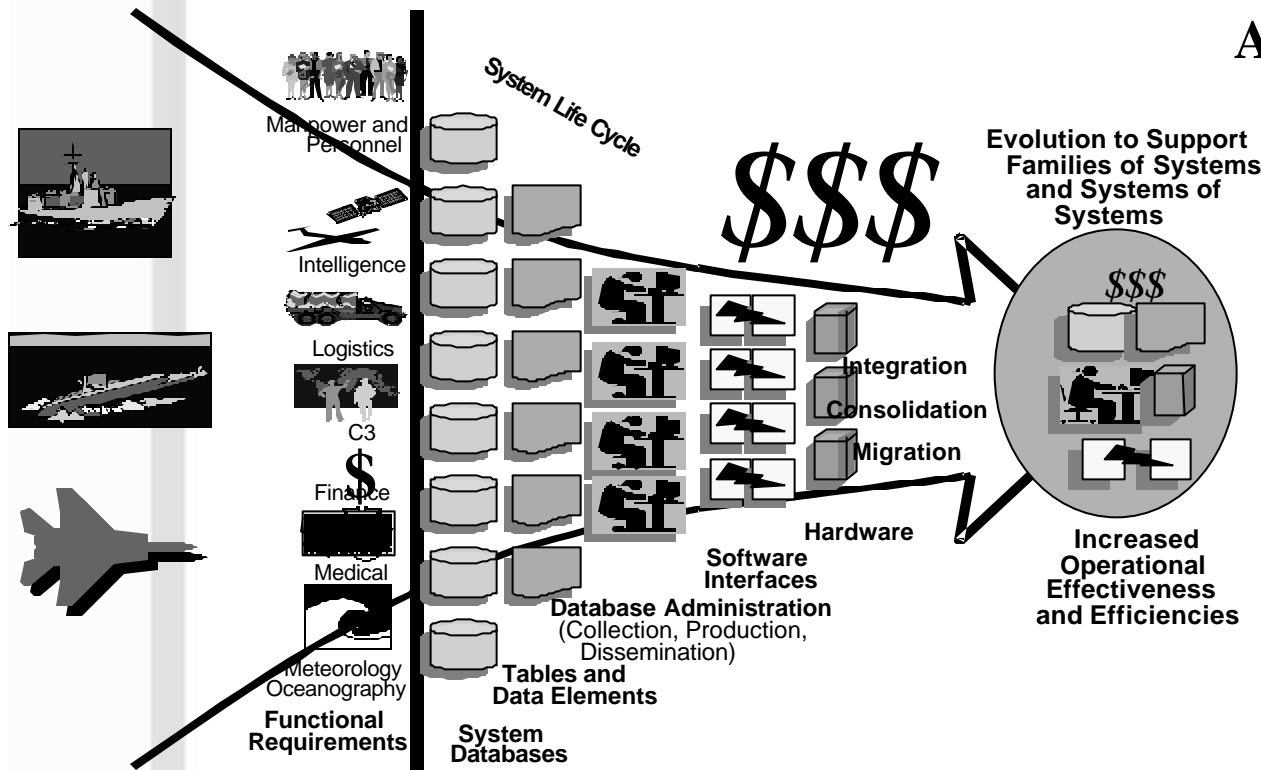 A
System Life Cycle
$$$
Manpower and
Personnel
Intelligence
Logistics
C3
$
Finance
Medical
Meteorology
Oceanography
Functional
Requirements
System
Databases
Tables and
Data Elements
Database Administration
(Collection, Production,
Dissemination)
Software
Interfaces
Hardware
Integration
Consolidation
Migration
Evolution to Support
Families of Systems
and Systems of
Systems
$$$
Increased
Operational
Effectiveness
and Efficiencies